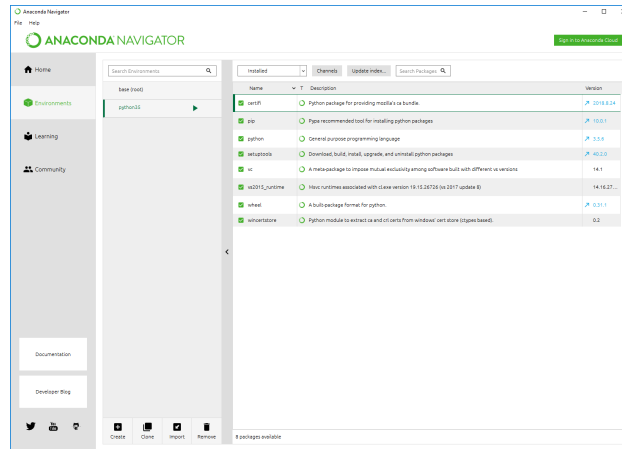 Anaconda Navigator
File Help
ANACONDA NAVIGATOR
Sign in to Anaconda Cloud
Home
Environments
Learning
Community
Documentation
Developer Blog
Search Environments
base (root)
python35
Create Clone Import Remove
Installed Channels Update index... Search Packages
Name T Description Version
certifi Python package for providing mozilla's ca bundle. 2018.8.24
pip Pypa recommended tool for installing python packages 10.0.1
python General purpose programming language 3.5.6
setuptools Download, build, install, upgrade, and uninstall python packages 40.2.0
vc A meta-package to impose mutual exclusivity among software built with different vs versions 14.1
vs2015_runtime Msvc runtimes associated with cl.exe version 19.15.26726 (vs 2017 update 8) 14.16.27...
wheel A built-package format for python. 0.31.1
wincertstore Python module to extract ca and crl certs from windows' cert store (ctypes based). 0.2
8 packages available